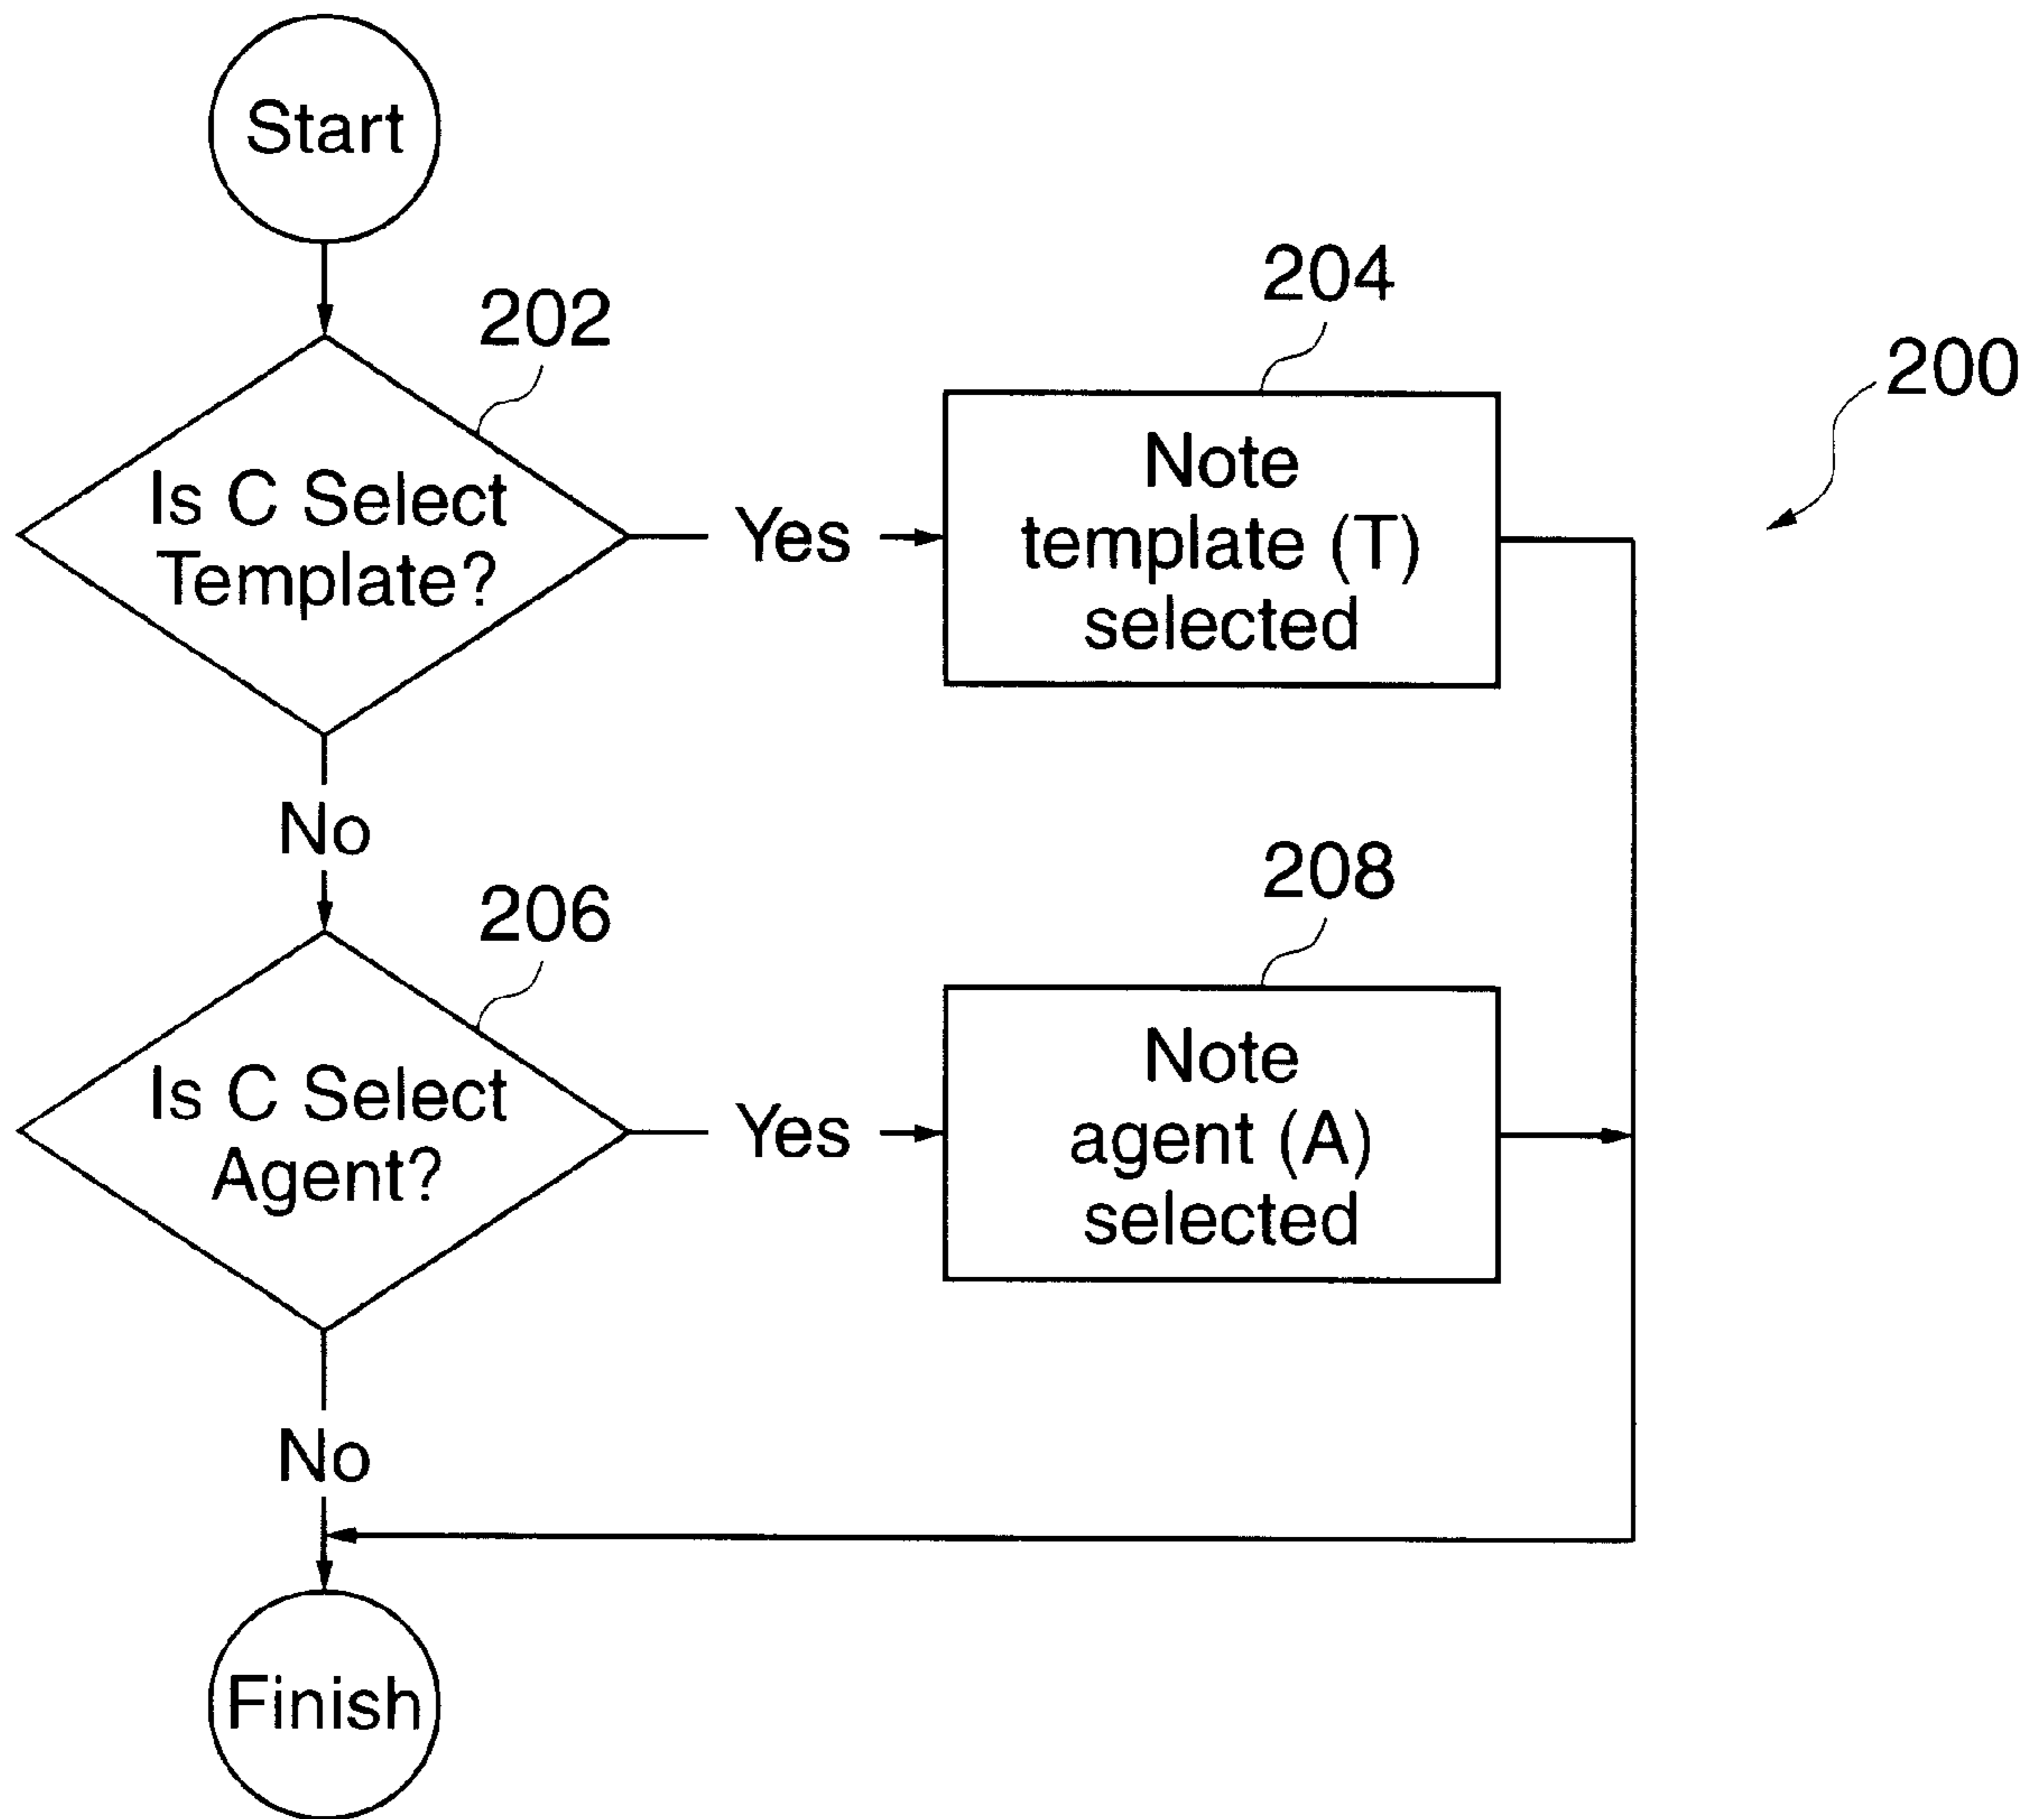 Start
202
Is C Select
Template?
Yes
204
Note
template (T)
selected
200
No
206
Is C Select
Agent?
Yes
208
Note
agent (A)
selected
No
Finish